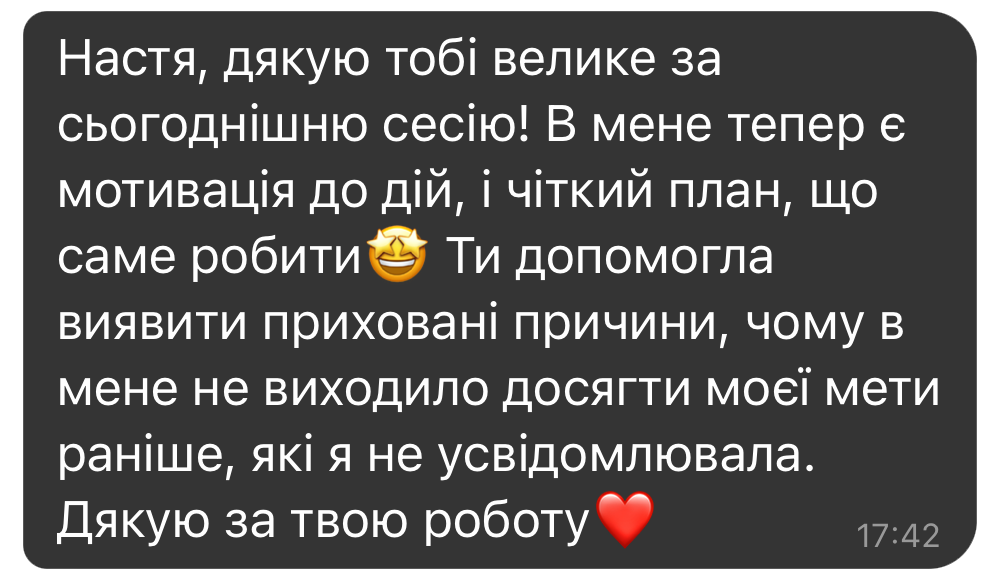 Настя, дякую тобі велике за
сьогоднішню сесію! В мене тепер є
мотивація до дій, і чіткий план, що
саме робити🤩 Ти допомогла
виявити приховані причини, чому в
мене не виходило досягти моєї мети
раніше, які я не усвідомлювала.
Дякую за твою роботу❤️
17:42